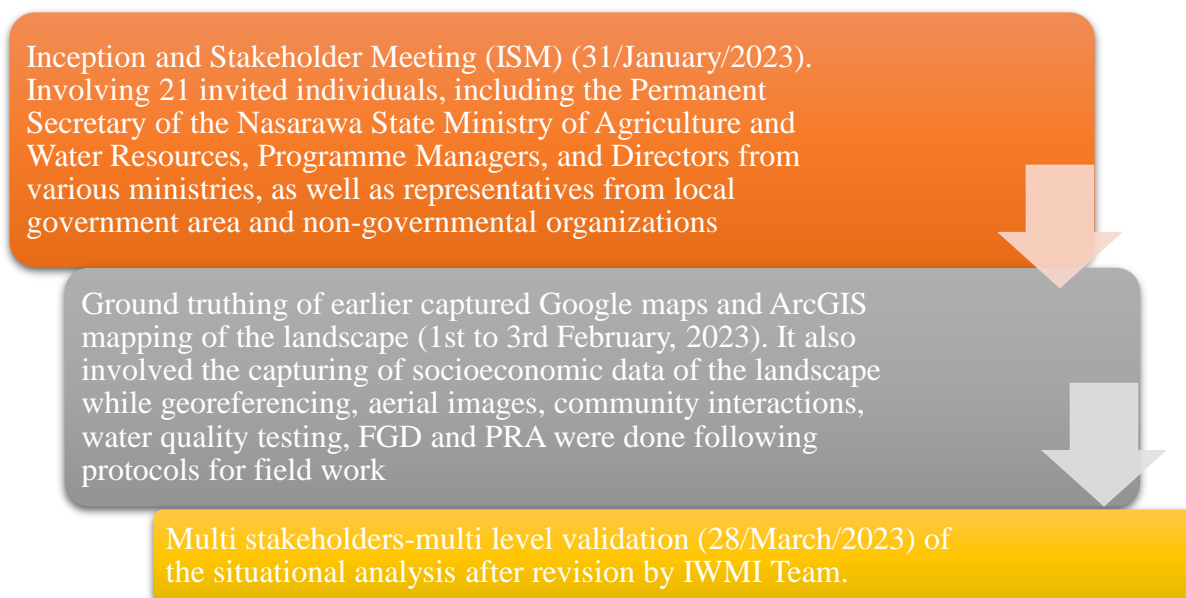 Inception and Stakeholder Meeting (ISM) (31/January/2023).
Involving 21 invited individuals, including the Permanent
Secretary of the Nasarawa State Ministry of Agriculture and
Water Resources, Programme Managers, and Directors from
various ministries, as well as representatives from local
government area and non-governmental organizations
Ground truthing of earlier captured Google maps and ArcGIS
mapping of the landscape (1st to 3rd February, 2023). It also
involved the capturing of socioeconomic data of the landscape
while georeferencing, aerial images, community interactions,
water quality testing, FGD and PRA were done following
protocols for field work
Multi stakeholders-multi level validation (28/March/2023) of
the situational analysis after revision by IWMI Team.